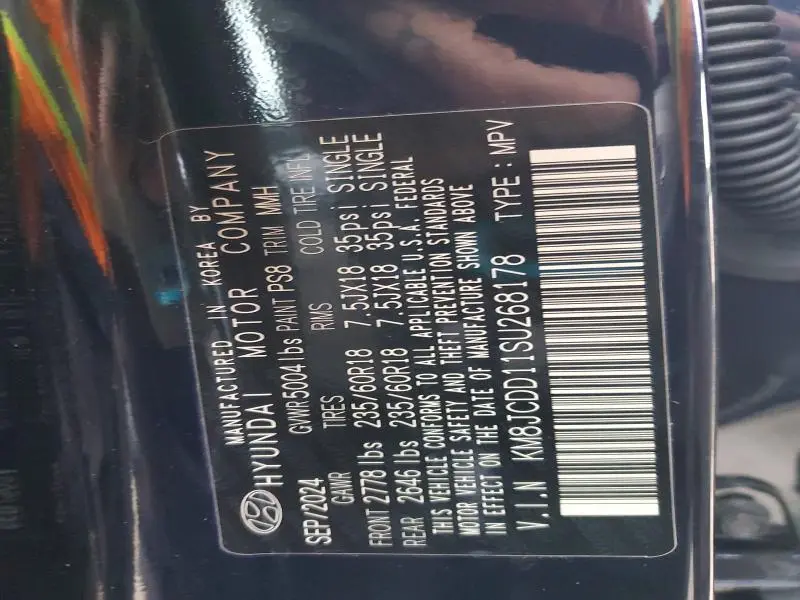 MANUFACTURED IN KOREA BY
HYUNDAI MOTOR COMPANY
SEP/2024 GVWR 5004 lbs PAINT PS8 TRIM MMH
GAWR TIRES RIMS COLD TIRE INFL
FRONT 2778 lbs 235/60R18 7.5JX18 35psi SINGLE
REAR 2646 lbs 235/60R18 7.5JX18 35psi SINGLE
THIS VEHICLE CONFORMS TO ALL APPLICABLE U.S.A. FEDERAL
MOTOR VEHICLE SAFETY AND THEFT PREVENTION STANDARDS
IN EFFECT ON THE DATE OF MANUFACTURE SHOWN ABOVE
V.I.N KM8JCDD11SU268178 TYPE : MPV